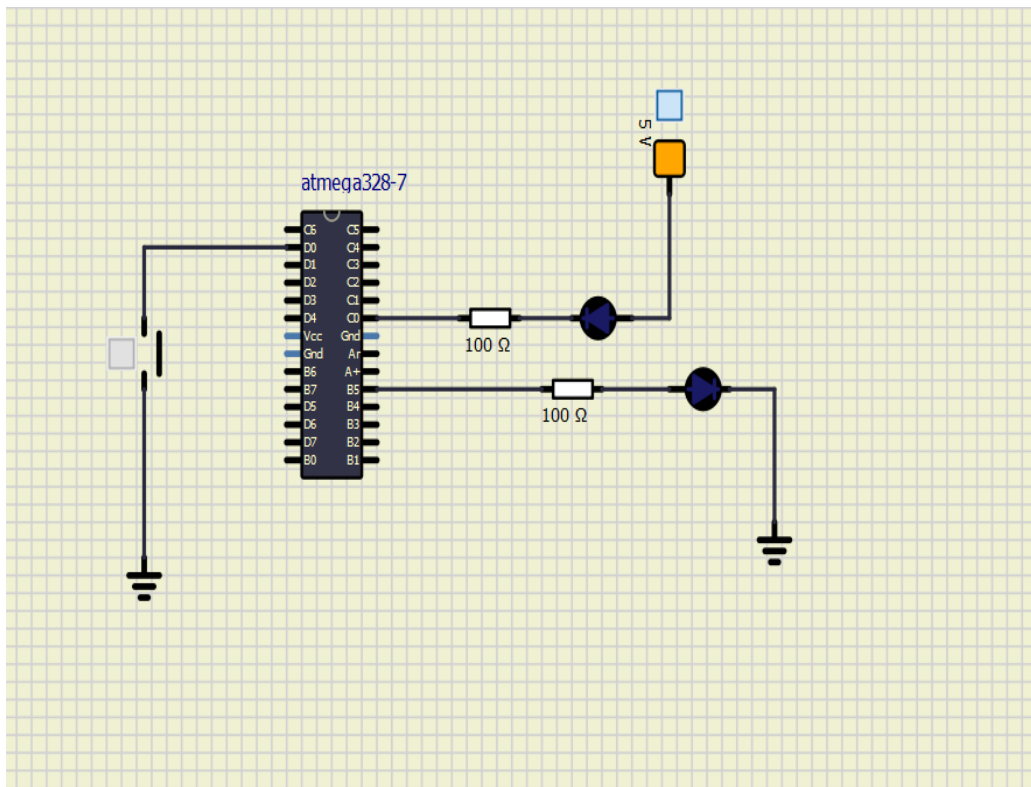 5 V
atmega328-7
C6 C5
D0 C4
D1 C3
D2 C2
D3 C1
D4 C0
Vcc Gnd
Gnd Ar
B6 A+
B7 B5
D5 B4
D6 B3
D7 B2
B0 B1
100 Ω
100 Ω